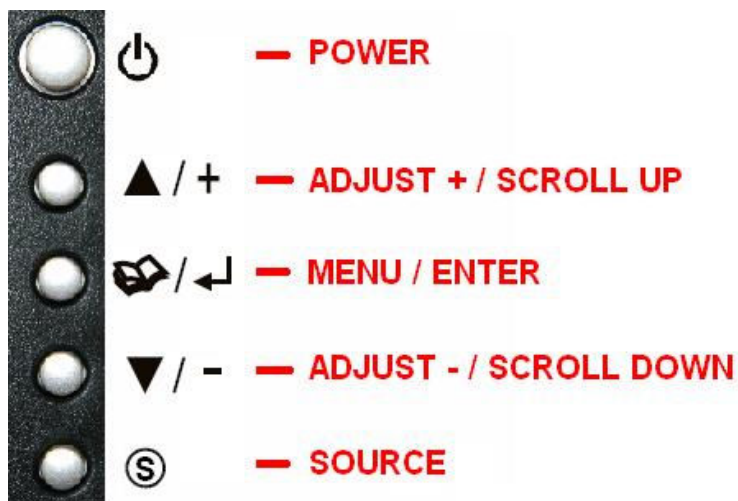 POWER
▲ / + ADJUST + / SCROLL UP
/ MENU / ENTER
▼ / - ADJUST - / SCROLL DOWN
Ⓢ SOURCE